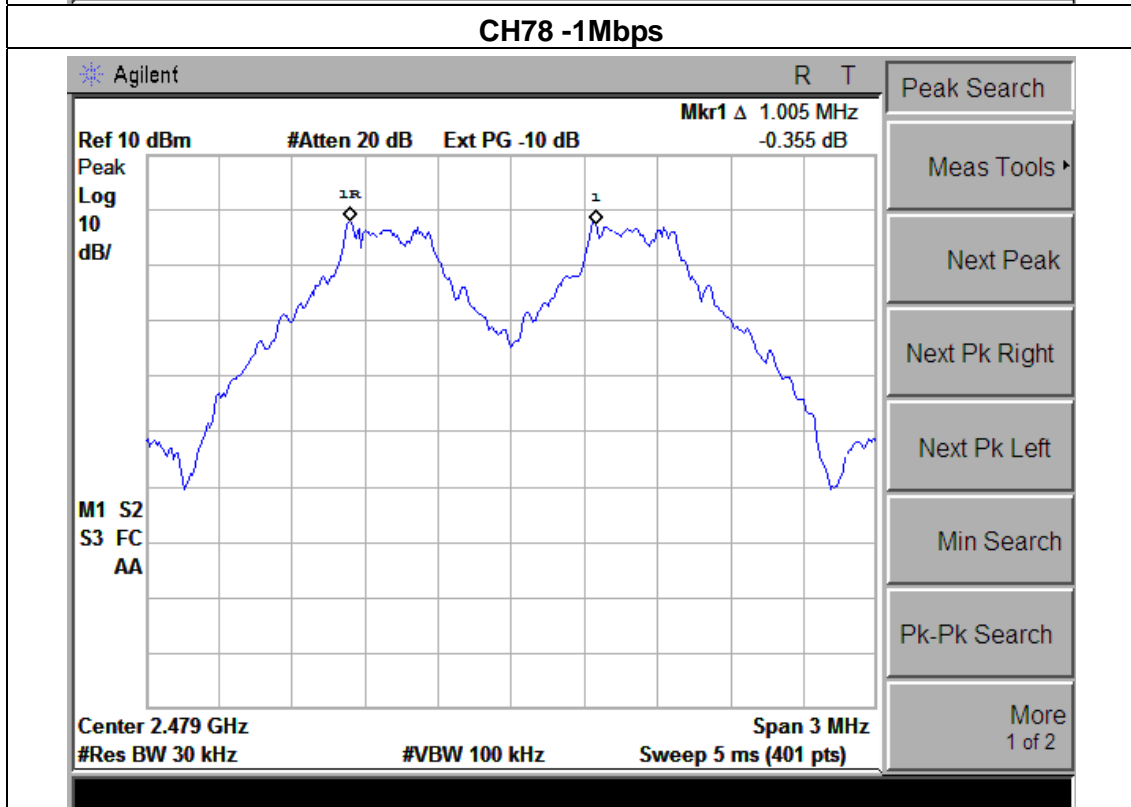 CH78 -1Mbps
Agilent R T
Mkr1 Δ 1.005 MHz
Ref 10 dBm #Atten 20 dB Ext PG -10 dB -0.355 dB
Peak
Log
10
dB/
1R
1
M1 S2
S3 FC
AA
Center 2.479 GHz Span 3 MHz
#Res BW 30 kHz #VBW 100 kHz Sweep 5 ms (401 pts)
Peak Search
Meas Tools
Next Peak
Next Pk Right
Next Pk Left
Min Search
Pk-Pk Search
More
1 of 2